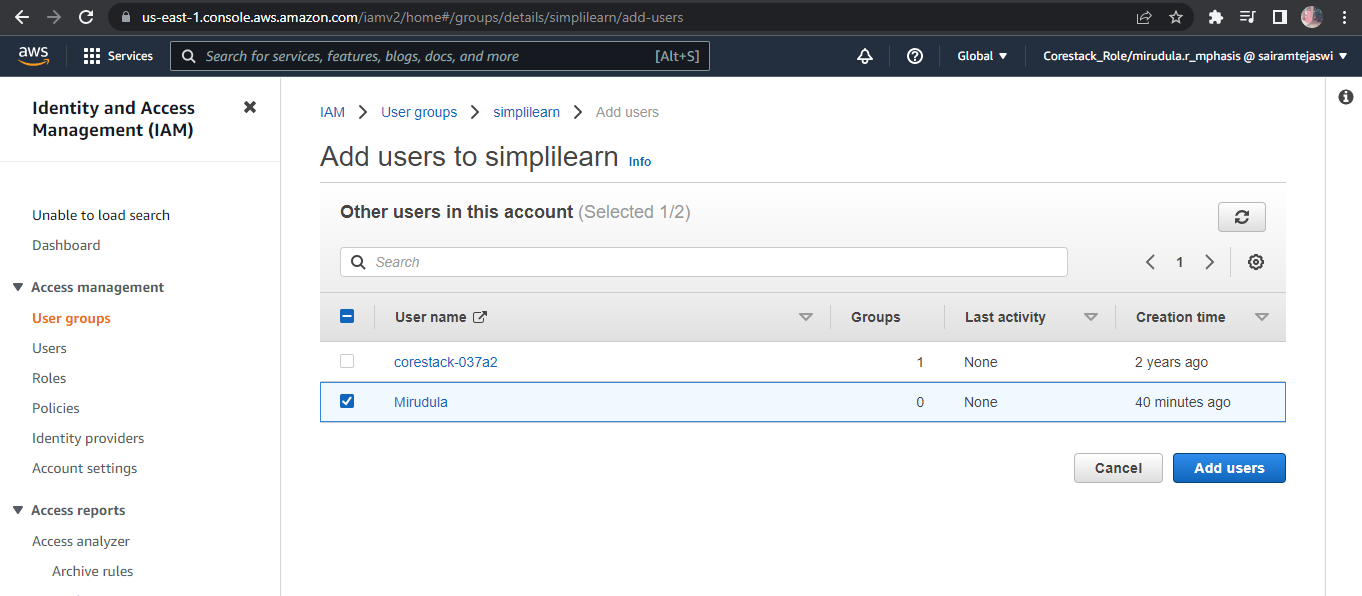 us-east-1.console.aws.amazon.com/iamv2/home#/groups/details/simplilearn/add-users
aws Services Search for services, features, blogs, docs, and more [Alt+S] Global Corestack_Role/mirudula.r_mphasis @ sairamtejaswi
Identity and Access
Management (IAM)
Unable to load search
Dashboard
Access management
User groups
Users
Roles
Policies
Identity providers
Account settings
Access reports
Access analyzer
Archive rules
IAM User groups simplilearn Add users
Add users to simplilearn Info
Other users in this account (Selected 1/2)
Search
1
User name Groups Last activity Creation time
corestack-037a2 1 None 2 years ago
Mirudula 0 None 40 minutes ago
Cancel Add users